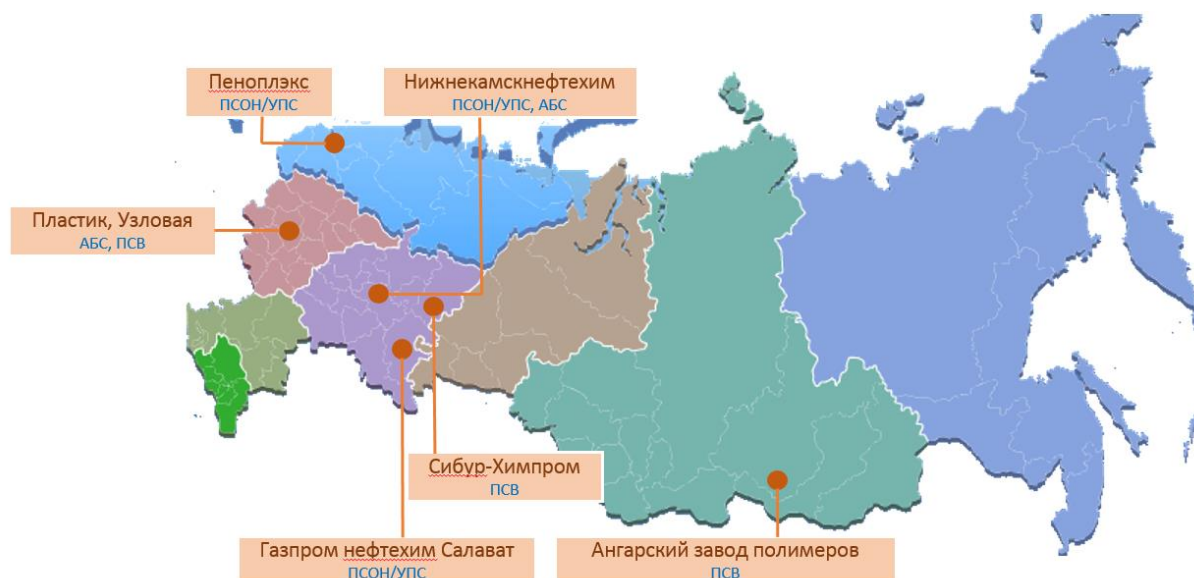 Пеноплэкс
ПСОН/УПС
Нижнекамскнефтехим
ПСОН/УПС, АБС
Пластик, Узловая
АБС, ПСВ
Сибур-Химпром
ПСВ
Газпром нефтехим Салават
ПСОН/УПС
Ангарский завод полимеров
ПСВ